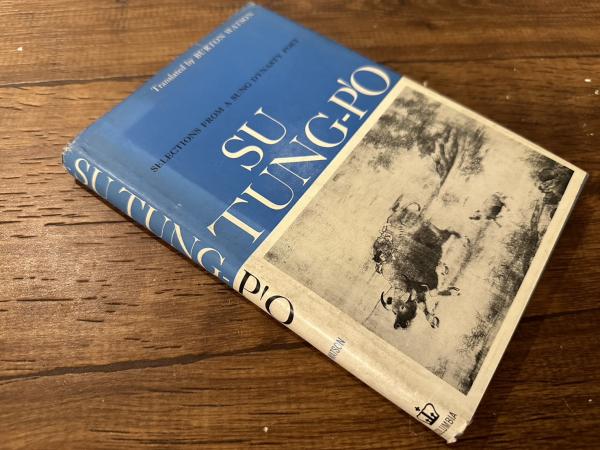 Translated by BURTON WATSON
SELECTIONS FROM A SUNG DYNASTY POET
SU
TUNG-P'O
SU TUNG-P'O
WATSON
COLUMBIA